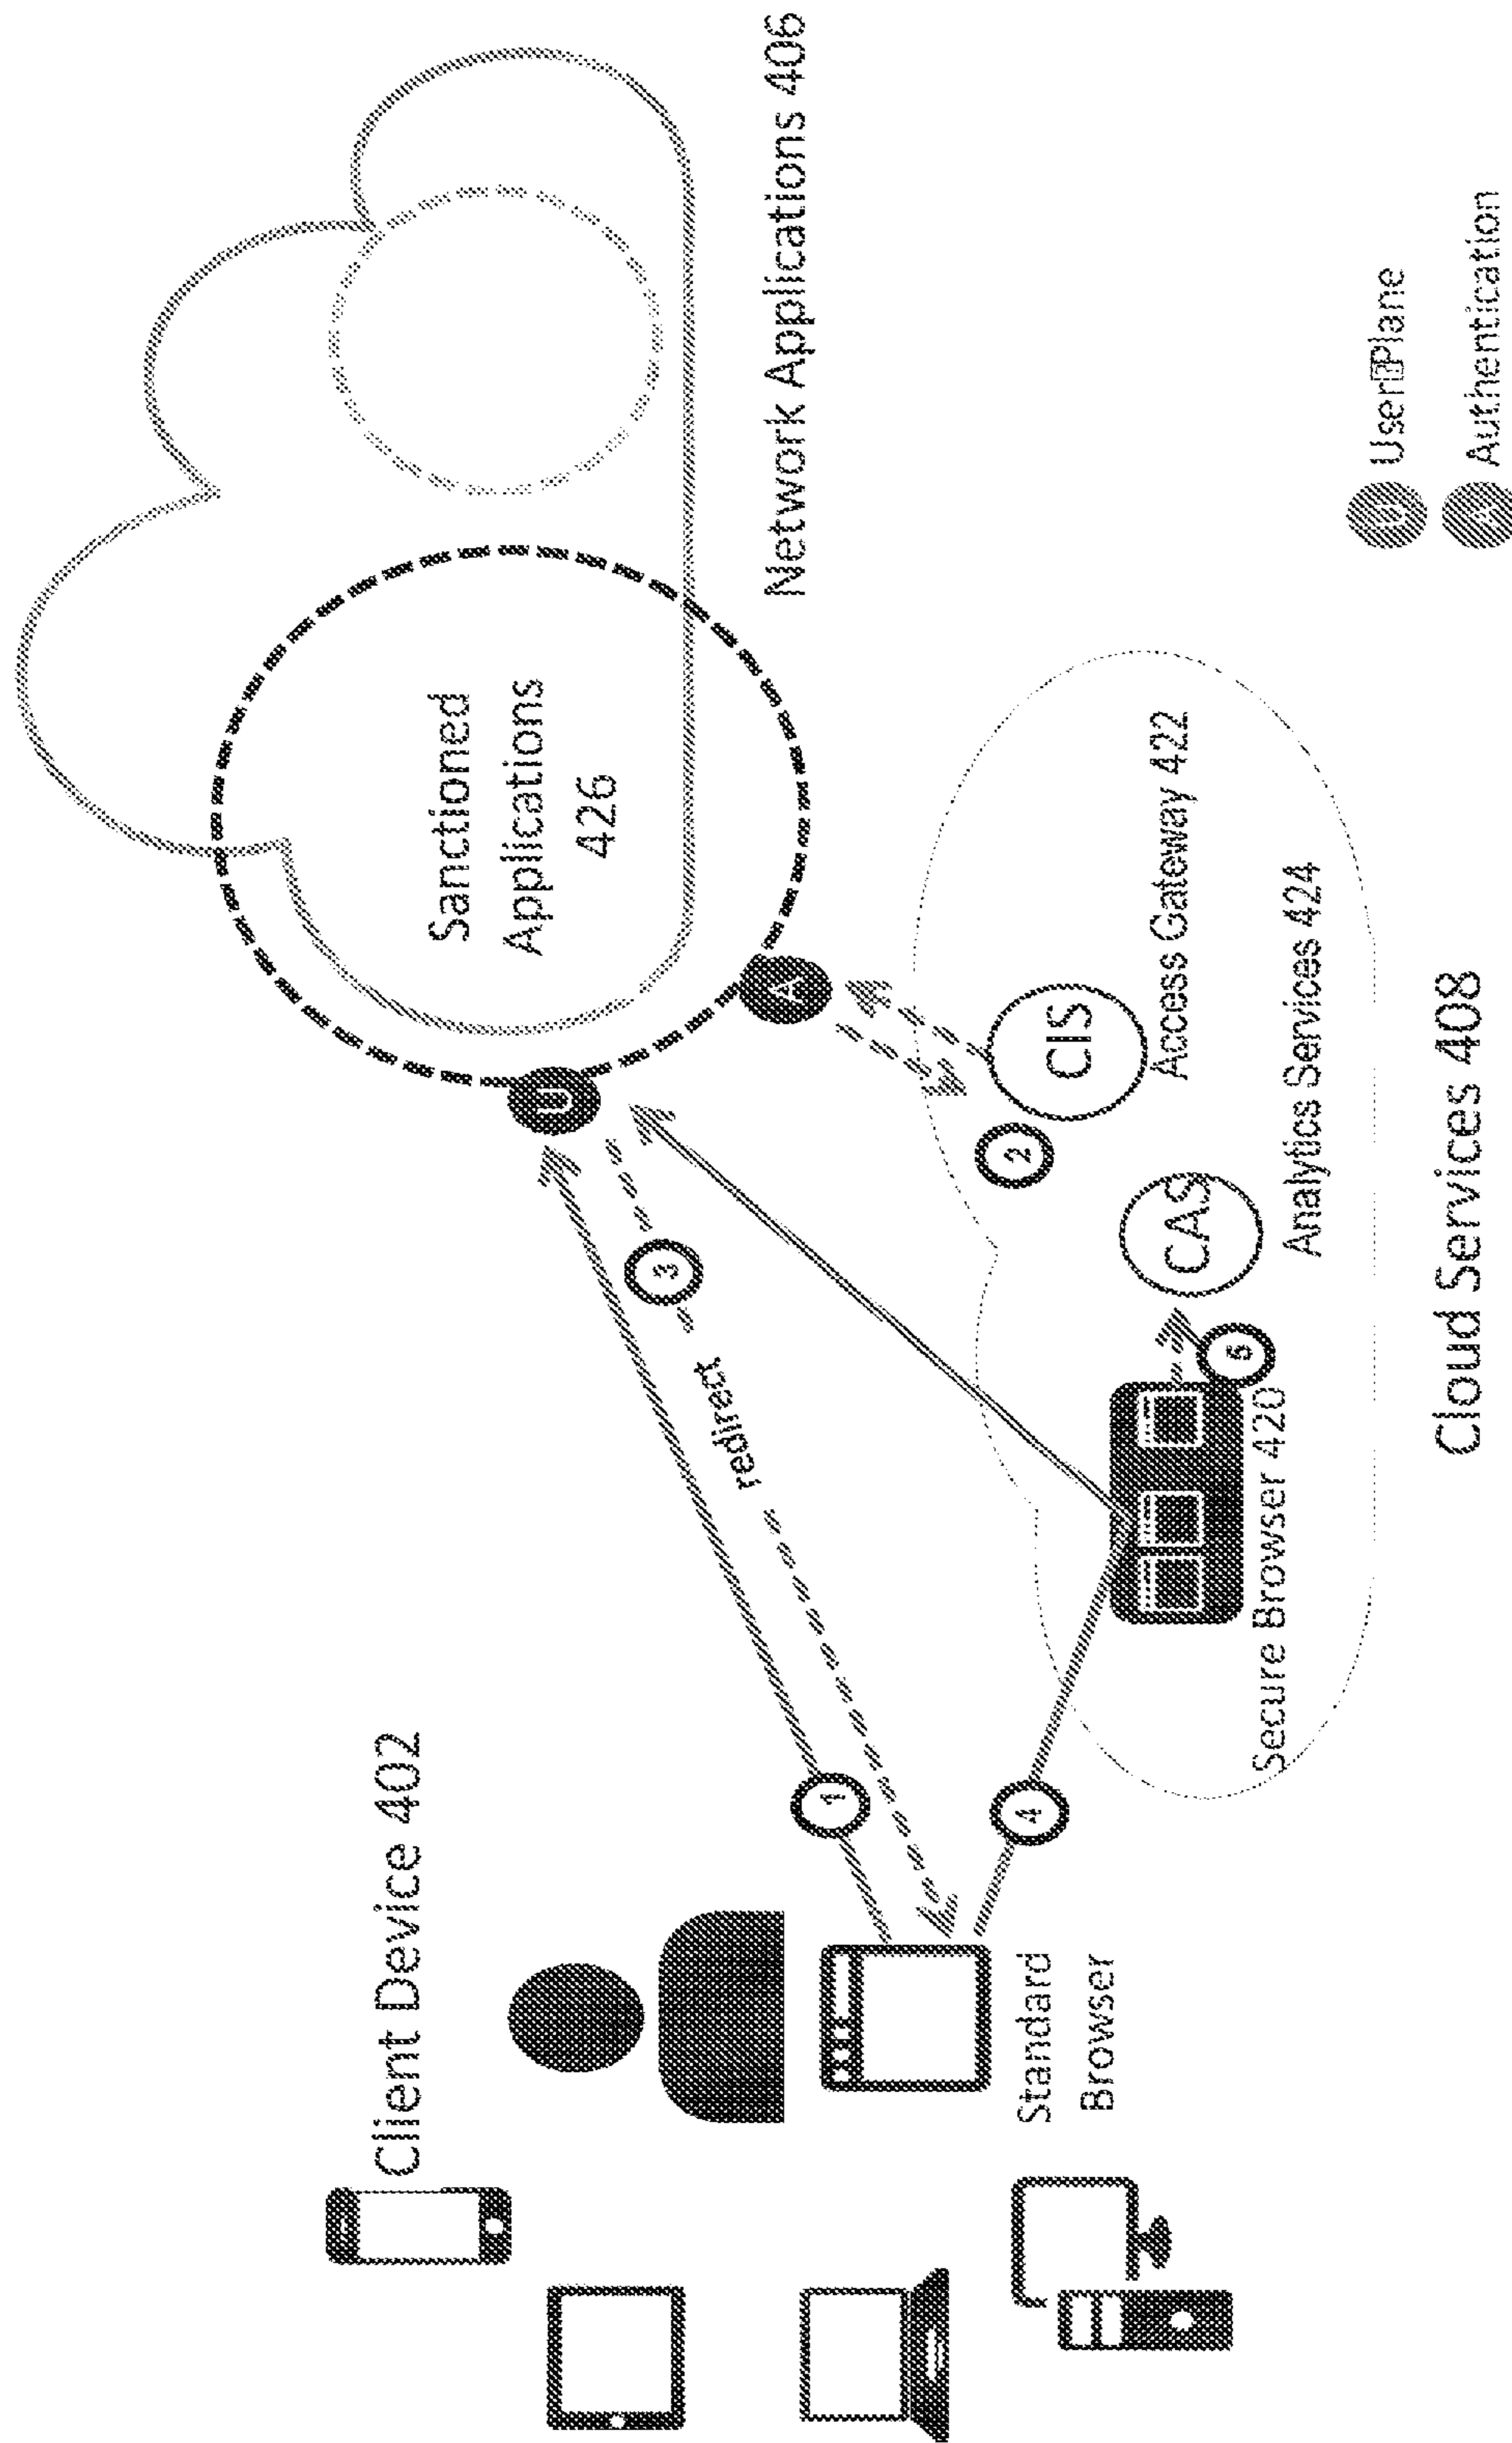 Client Device 402
Standard
Browser
1
redirect
3
4
U
A
Sanctioned
Applications
426
Network Applications 406
2
CIS
Access Gateway 422
CAS
Analytics Services 424
5
Secure Browser 420
Cloud Services 408
U User Plane
A Authentication